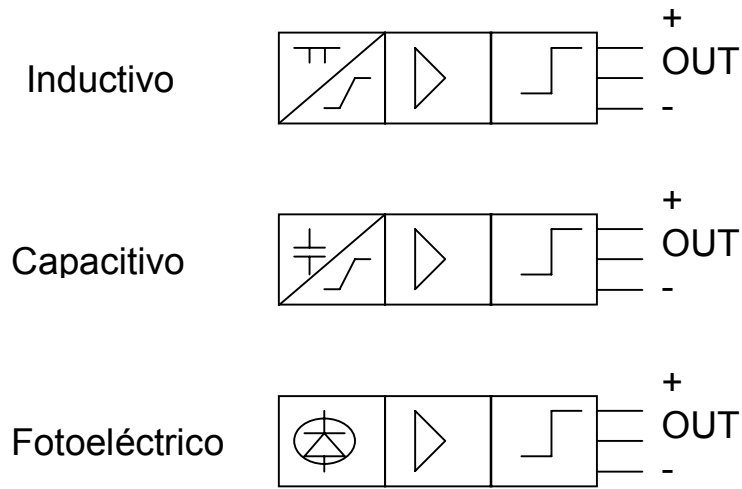 Inductivo
+
OUT
-
Capacitivo
+
OUT
-
Fotoeléctrico
+
OUT
-